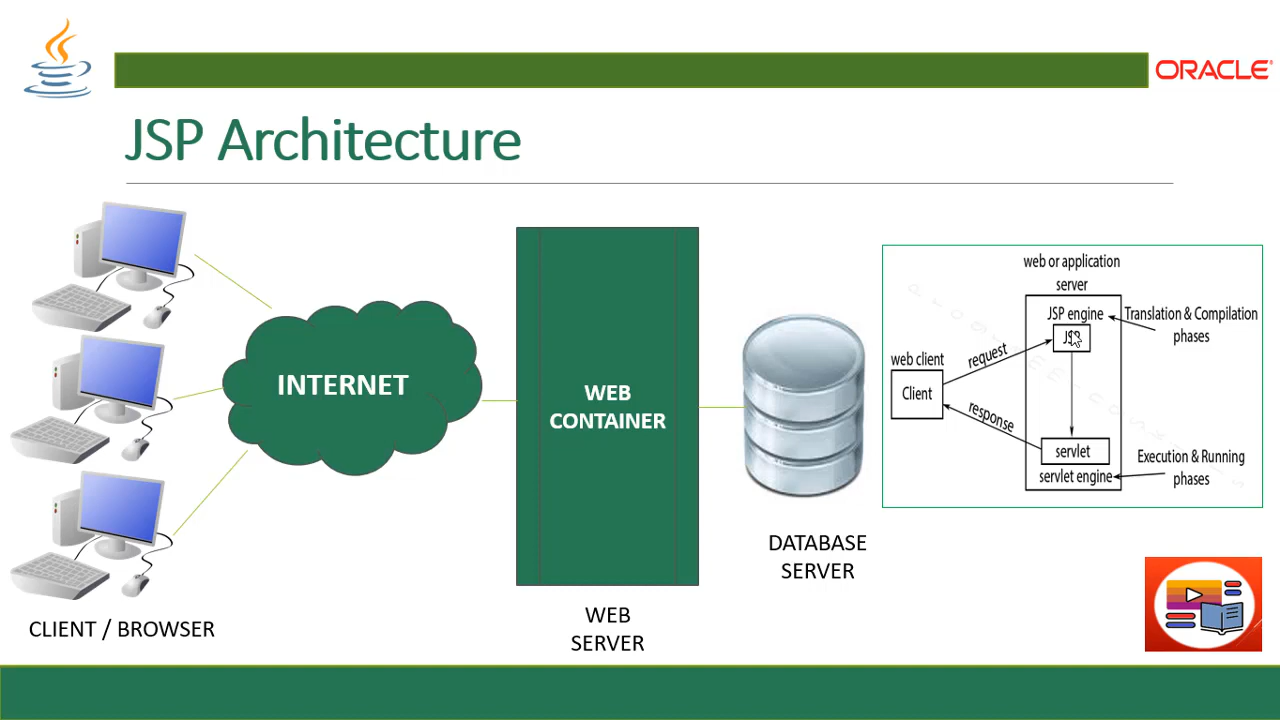 ORACLE
JSP Architecture
INTERNET
WEB
CONTAINER
CLIENT / BROWSER
WEB
SERVER
DATABASE
SERVER
web or application
server
JSP engine
Translation & Compilation
phases
JSP
web client
request
Client
response
servlet
Execution & Running
servlet engine
phases